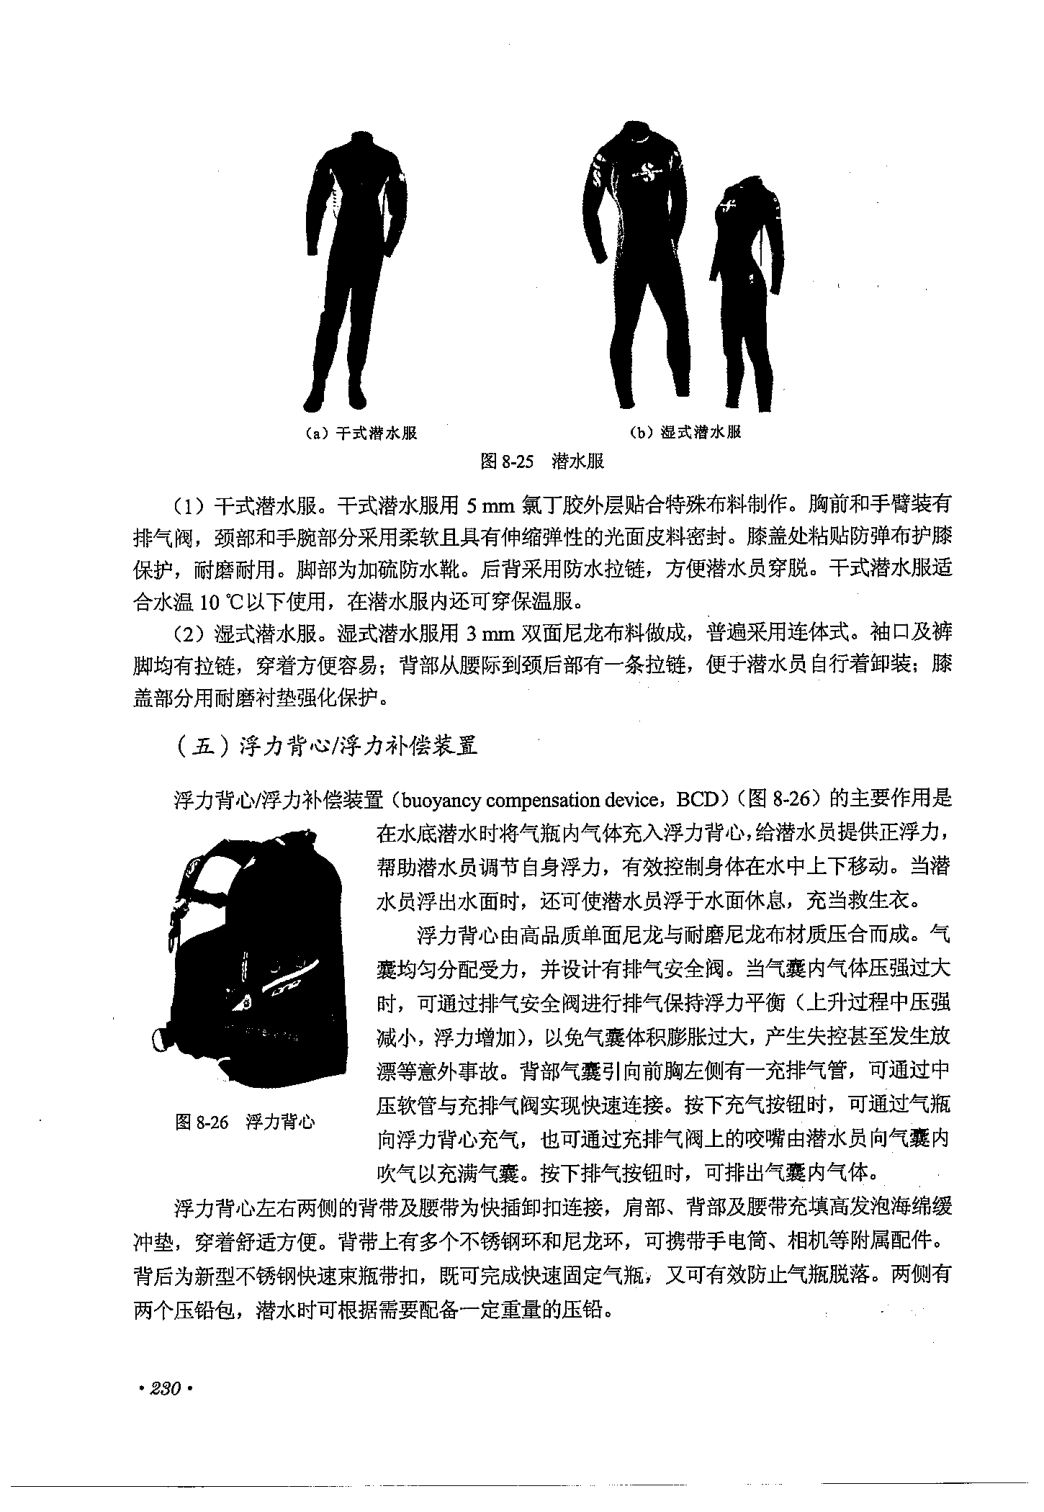 (a) 干式潜水服
(b) 湿式潜水服
图 8-25 潜水服
（1）干式潜水服。干式潜水服用 5 mm 氯丁胶外层贴合特殊布料制作。胸前和手臂装有
排气阀，颈部和手腕部分采用柔软且具有伸缩弹性的光面皮料密封。膝盖处粘贴防弹布护膝
保护，耐磨耐用。脚部为加硫防水靴。后背采用防水拉链，方便潜水员穿脱。干式潜水服适
合水温 10 ℃以下使用，在潜水服内还可穿保温服。
（2）湿式潜水服。湿式潜水服用 3 mm 双面尼龙布料做成，普遍采用连体式。袖口及裤
脚均有拉链，穿着方便容易；背部从腰际到颈后部有一条拉链，便于潜水员自行着卸装；膝
盖部分用耐磨衬垫强化保护。
（五）浮力背心/浮力补偿装置
浮力背心/浮力补偿装置（buoyancy compensation device，BCD）（图 8-26）的主要作用是
在水底潜水时将气瓶内气体充入浮力背心，给潜水员提供正浮力，
帮助潜水员调节自身浮力，有效控制身体在水中上下移动。当潜
水员浮出水面时，还可使潜水员浮于水面休息，充当救生衣。
浮力背心由高品质单面尼龙与耐磨尼龙布材质压合而成。气
囊均匀分配受力，并设计有排气安全阀。当气囊内气体压强过大
时，可通过排气安全阀进行排气保持浮力平衡（上升过程中压强
减小，浮力增加），以免气囊体积膨胀过大，产生失控甚至发生放
漂等意外事故。背部气囊引向前胸左侧有一充排气管，可通过中
压软管与充排气阀实现快速连接。按下充气按钮时，可通过气瓶
向浮力背心充气，也可通过充排气阀上的咬嘴由潜水员向气囊内
吹气以充满气囊。按下排气按钮时，可排出气囊内气体。
图 8-26 浮力背心
浮力背心左右两侧的背带及腰带为快插卸扣连接，肩部、背部及腰带充填高发泡海绵缓
冲垫，穿着舒适方便。背带上有多个不锈钢环和尼龙环，可携带手电筒、相机等附属配件。
背后为新型不锈钢快速束瓶带扣，既可完成快速固定气瓶，又可有效防止气瓶脱落。两侧有
两个压铅包，潜水时可根据需要配备一定重量的压铅。
·230·